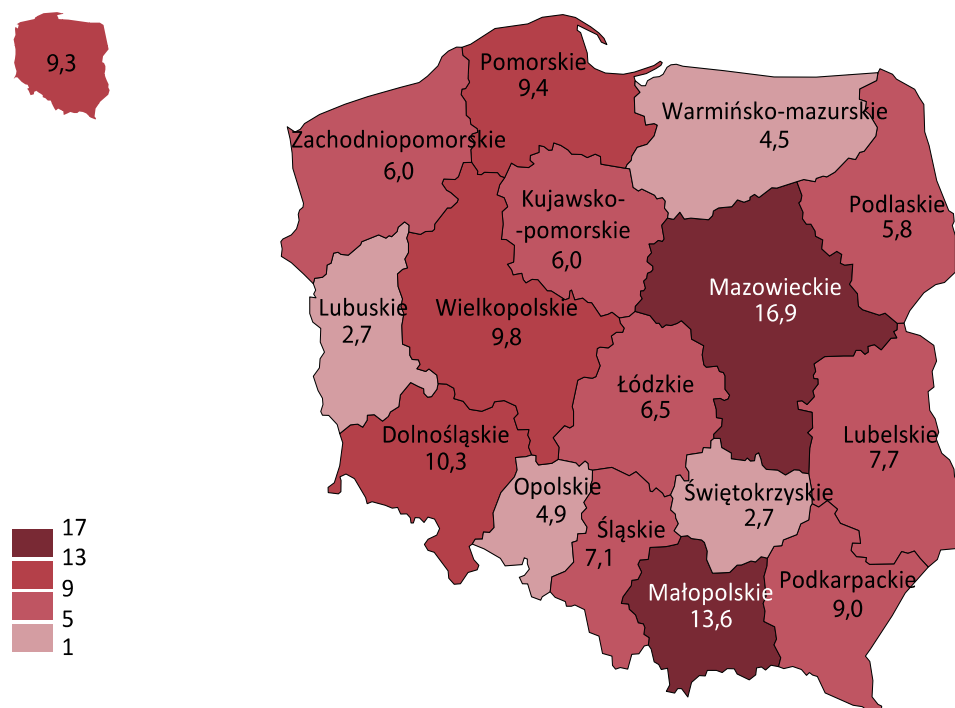 9,3
Pomorskie
9,4
Warmińsko-mazurskie
4,5
Zachodniopomorskie
6,0
Kujawsko-
-pomorskie
6,0
Podlaskie
5,8
Mazowieckie
16,9
Lubuskie
2,7
Wielkopolskie
9,8
Łódzkie
6,5
Dolnośląskie
10,3
Lubelskie
7,7
Opolskie
4,9
Świętokrzyskie
2,7
Śląskie
7,1
Małopolskie
13,6
Podkarpackie
9,0
17
13
9
5
1